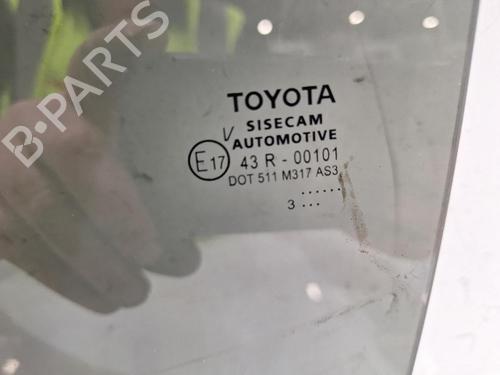 B-PARTS
TOYOTA
V SISECAM
AUTOMOTIVE
E17 43 R - 00101
DOT 511 M317 AS3
......
3 ...